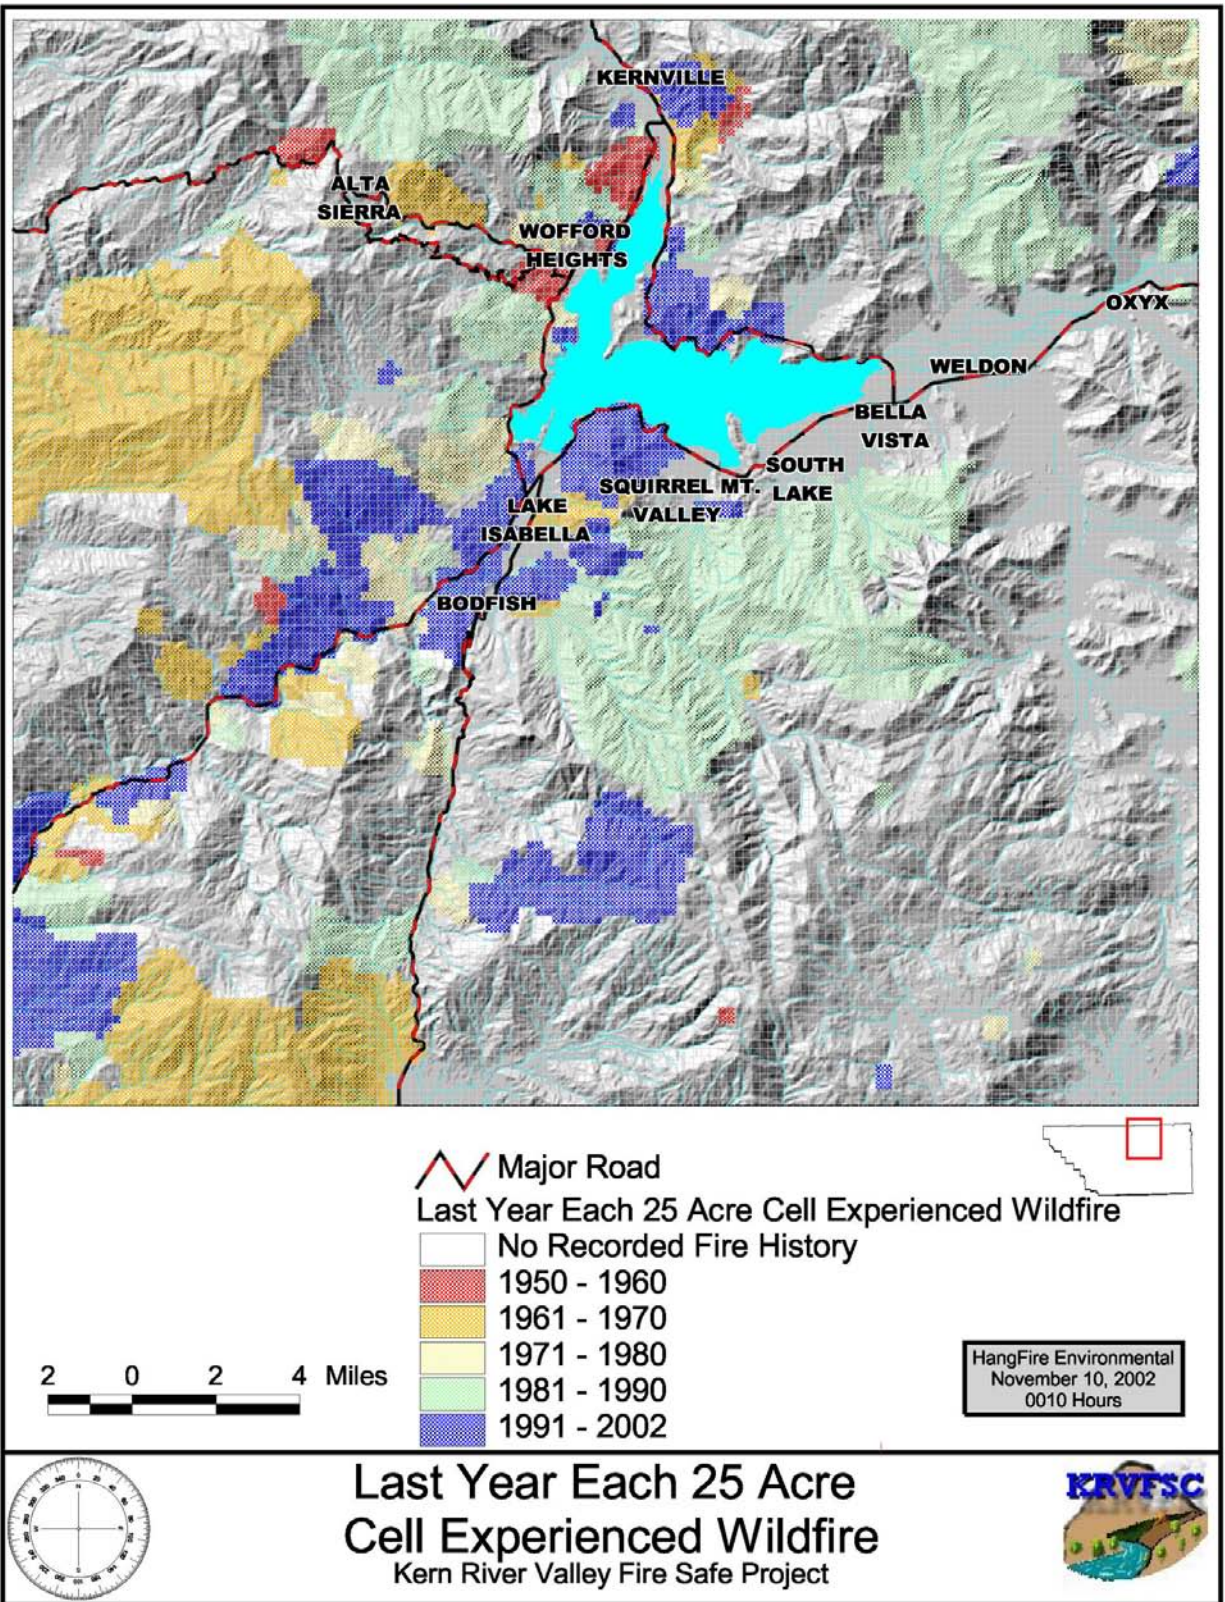 KERNVILLE
ALTA
SIERRA
WOFFORD
HEIGHTS
OXYX
WELDON
BELLA
VISTA
SOUTH
LAKE
SQUIRREL MT.
VALLEY
LAKE
ISABELLA
BODFISH
Major Road
Last Year Each 25 Acre Cell Experienced Wildfire
No Recorded Fire History
1950 - 1960
1961 - 1970
1971 - 1980
1981 - 1990
1991 - 2002
2 0 2 4 Miles
HangFire Environmental
November 10, 2002
0010 Hours
Last Year Each 25 Acre
Cell Experienced Wildfire
Kern River Valley Fire Safe Project
KRVFSC